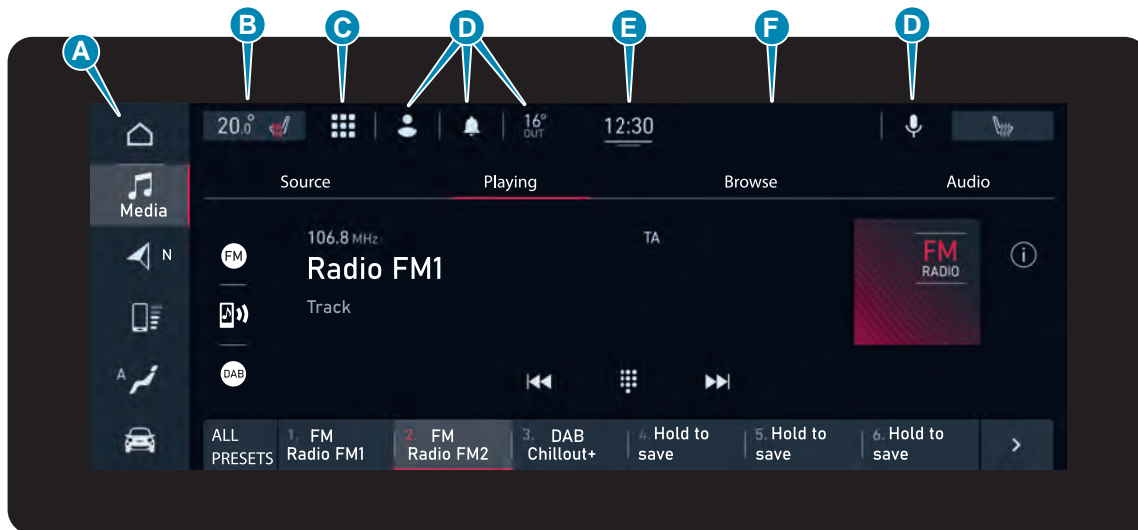 A
B
C
D
E
F
D
20.0°
16°
OUT
12:30
Media
Source
Playing
Browse
Audio
N
FM
106.8 MHz
TA
Radio FM1
Track
FM
RADIO
i
A
DAB
ALL
PRESETS
1. FM
Radio FM1
2. FM
Radio FM2
3. DAB
Chillout+
4. Hold to
save
5. Hold to
save
6. Hold to
save